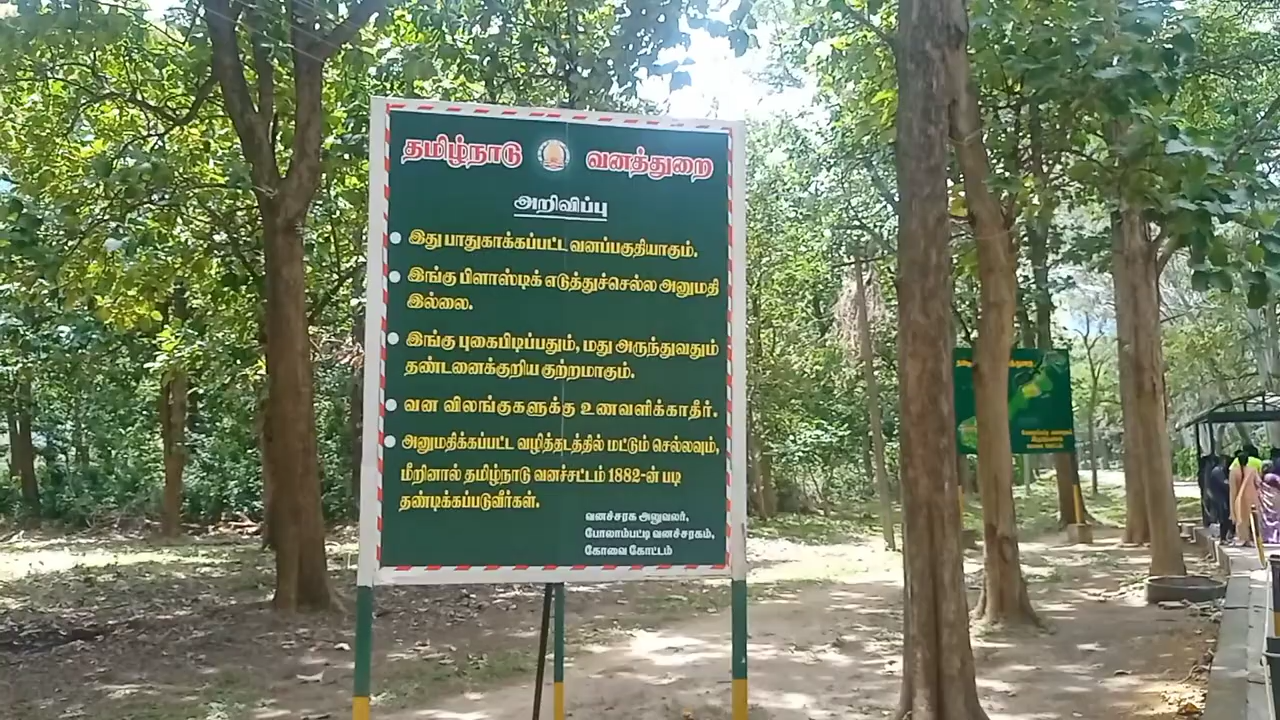 தமிழ்நாடு வனத்துறை
அறிவிப்பு
இது பாதுகாக்கப்பட்ட வனப்பகுதியாகும்.
இங்கு பிளாஸ்டிக் எடுத்துச்செல்ல அனுமதி
இல்லை.
இங்கு புகைபிடிப்பதும், மது அருந்துவதும்
தண்டனைக்குறிய குற்றமாகும்.
வன விலங்குகளுக்கு உணவளிக்காதீர்.
அனுமதிக்கப்பட்ட வழித்தடத்தில் மட்டும் செல்லவும்,
மீறினால் தமிழ்நாடு வனச்சட்டம் 1882-ன் படி
தண்டிக்கப்படுவீர்கள்.
வனச்சரக அனுவலர்,
போலாம்பட்டி வனச்சரகம்,
கோவை கோட்டம்